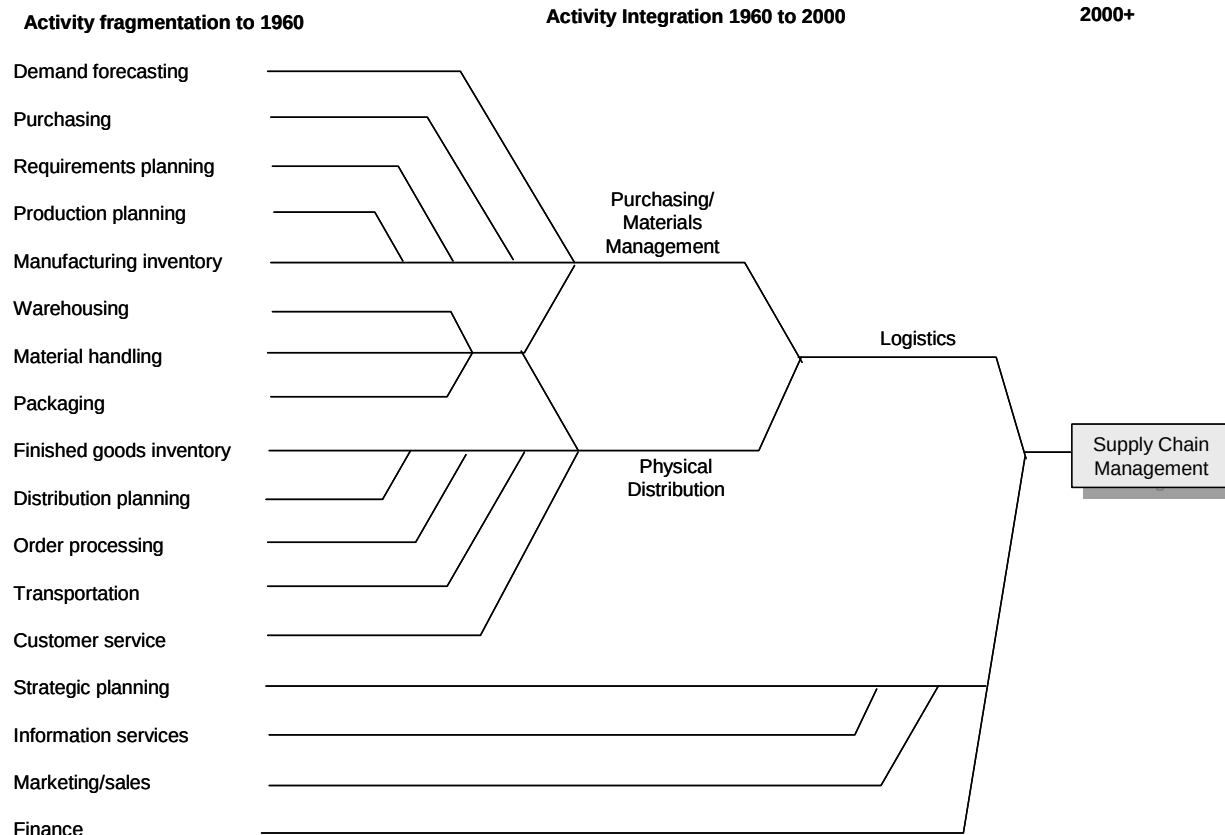 Activity fragmentation to 1960
Activity Integration 1960 to 2000
2000+
Demand forecasting
Purchasing
Requirements planning
Production planning
Manufacturing inventory
Warehousing
Material handling
Packaging
Finished goods inventory
Distribution planning
Order processing
Transportation
Customer service
Strategic planning
Information services
Marketing/sales
Finance
Purchasing/
Materials
Management
Physical
Distribution
Logistics
Supply Chain
Management